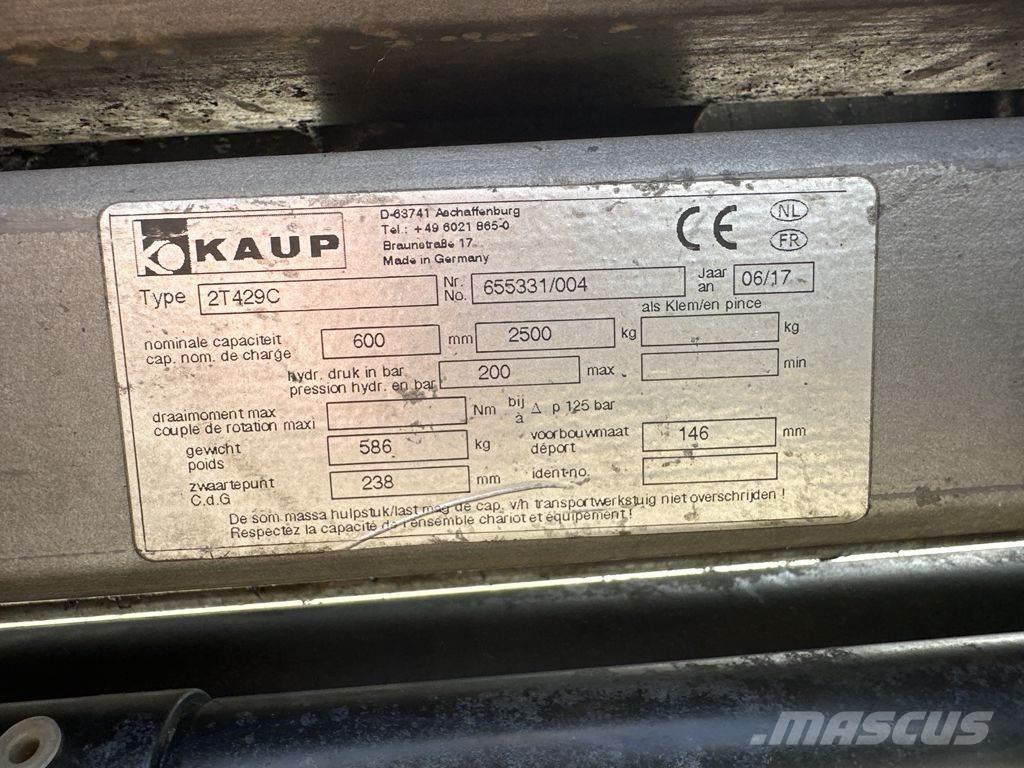 KAUP
D-63741 Aschaffenburg
Tel.: +49 6021 865-0
Braunstraße 17
Made in Germany
CE
NL
FR
Type 2T429C Nr. No. 655331/004 Jaar an 06/17
als Klem/en pince
nominale capaciteit 600 mm 2500 kg kg
cap. nom. de charge
hydr. druk in bar 200 max min
pression hydr. en bar
draaimoment max Nm bij à Δ p 125 bar
couple de rotation maxi
gewicht 586 kg voorbouwmaat 146 mm
poids déport
zwaartepunt 238 mm ident-no.
C.d.G
De som massa hulpstuk/last mag de cap. v/h transportwerkstuig niet overschrijden !
Respectéz la capacité de l'ensemble chariot et équipement !
MASCUS